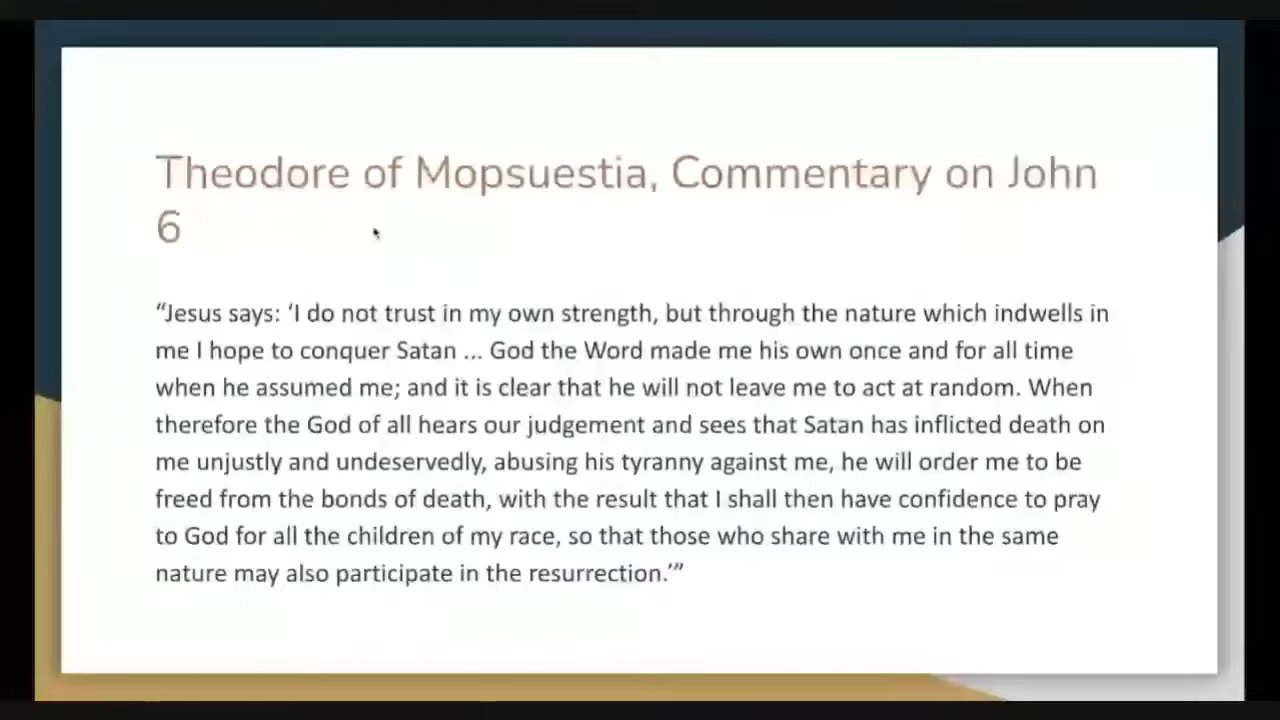 Theodore of Mopsuestia, Commentary on John
6
“Jesus says: ‘I do not trust in my own strength, but through the nature which indwells in
me I hope to conquer Satan ... God the Word made me his own once and for all time
when he assumed me; and it is clear that he will not leave me to act at random. When
therefore the God of all hears our judgement and sees that Satan has inflicted death on
me unjustly and undeservedly, abusing his tyranny against me, he will order me to be
freed from the bonds of death, with the result that I shall then have confidence to pray
to God for all the children of my race, so that those who share with me in the same
nature may also participate in the resurrection.’”